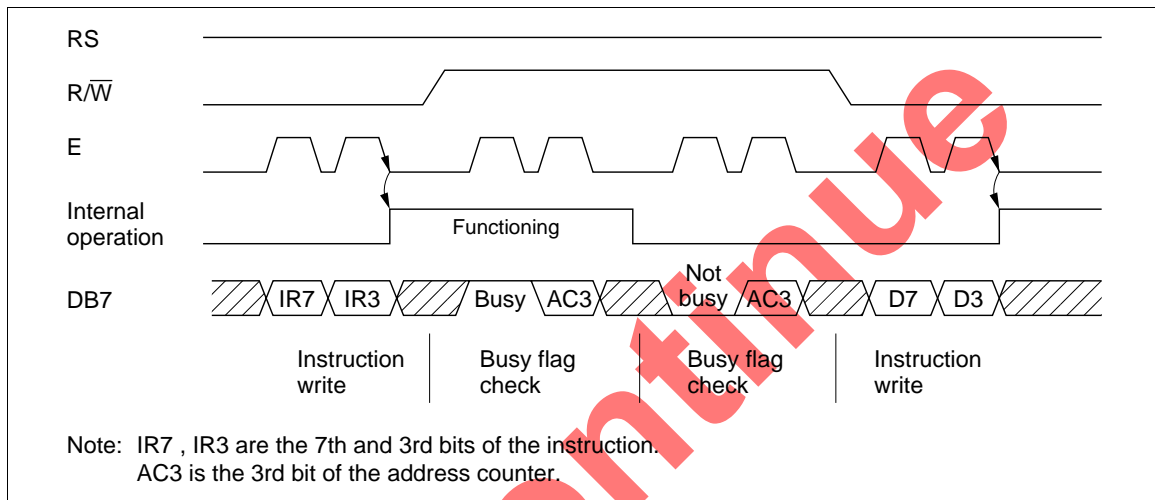 RS
R/W̅
E
Internal
operation
Functioning
DB7
IR7 IR3 Busy AC3 Not busy AC3 D7 D3
Instruction
write
Busy flag
check
Busy flag
check
Instruction
write
Note: IR7 , IR3 are the 7th and 3rd bits of the instruction.
AC3 is the 3rd bit of the address counter.
ontinue